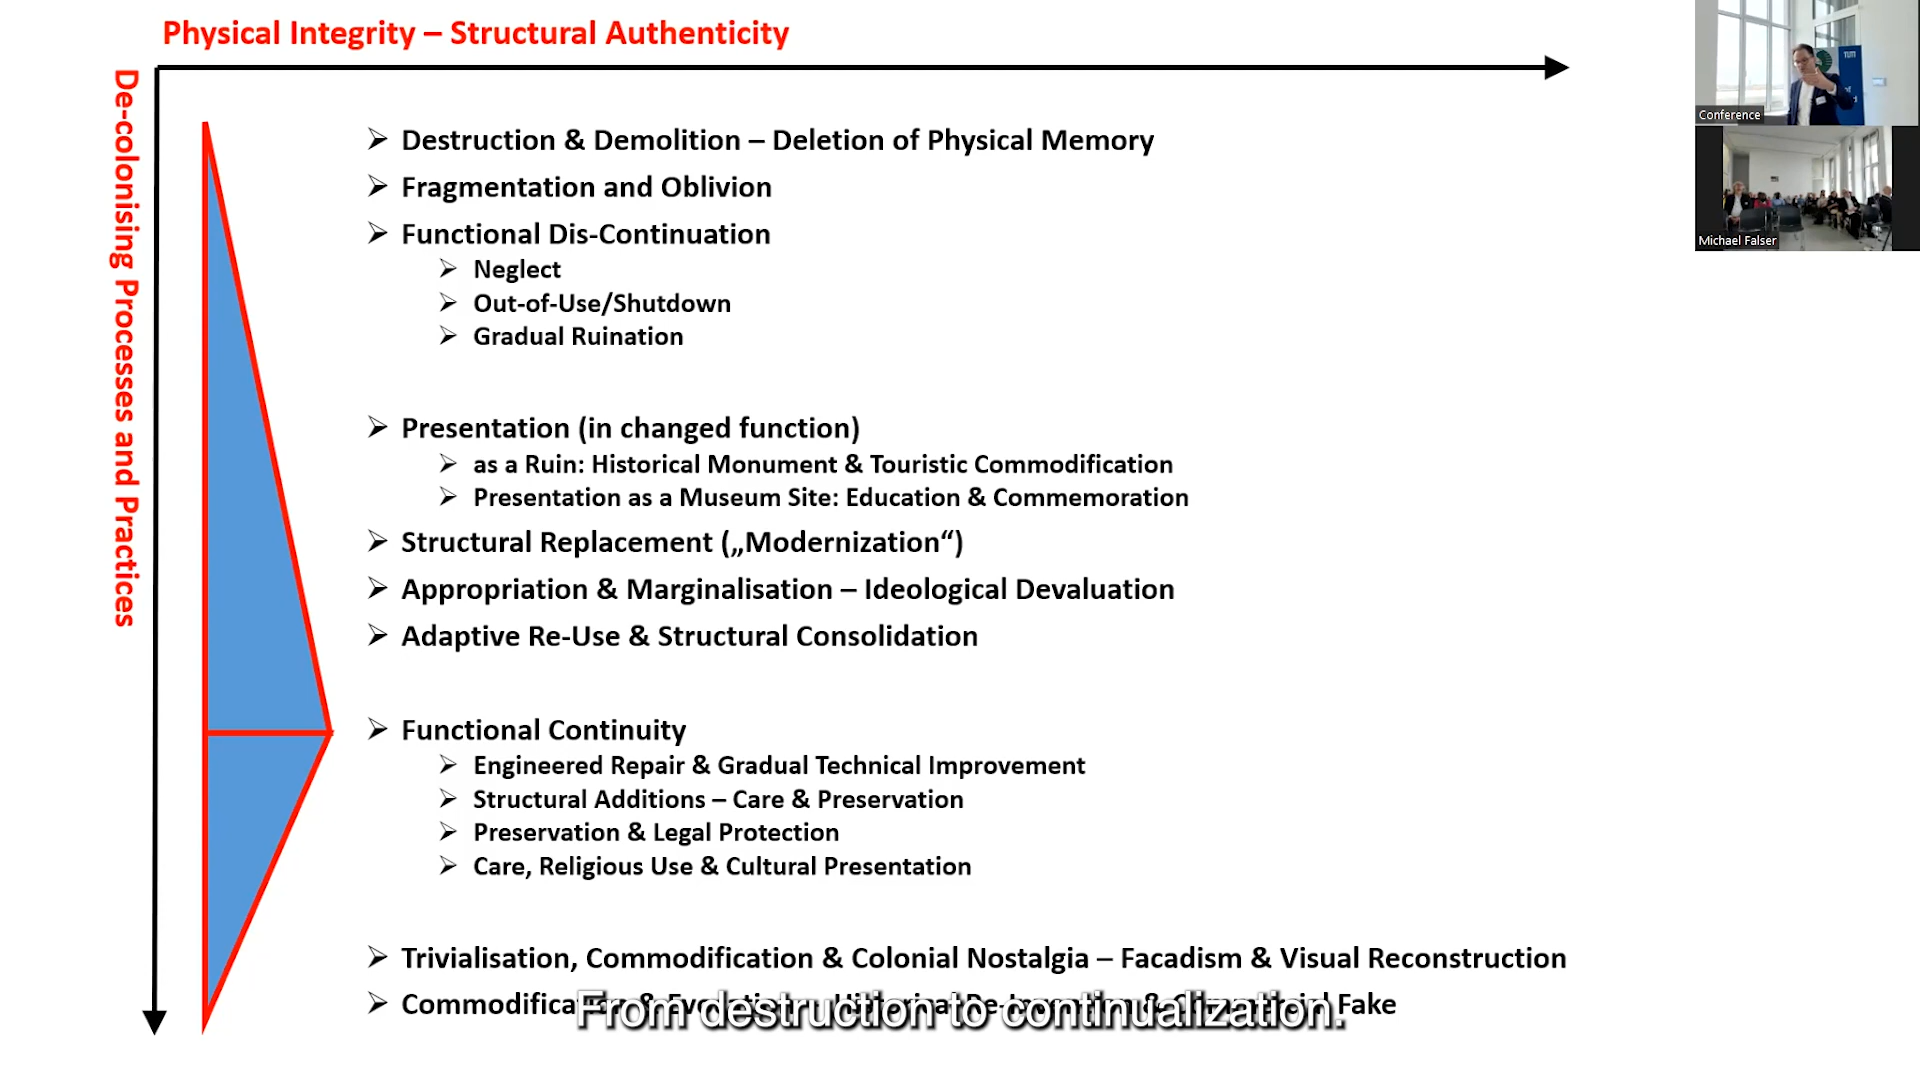 Physical Integrity – Structural Authenticity
De-colonising Processes and Practices
Destruction & Demolition – Deletion of Physical Memory
Fragmentation and Oblivion
Functional Dis-Continuation
Neglect
Out-of-Use/Shutdown
Gradual Ruination
Presentation (in changed function)
as a Ruin: Historical Monument & Touristic Commodification
Presentation as a Museum Site: Education & Commemoration
Structural Replacement („Modernization“)
Appropriation & Marginalisation – Ideological Devaluation
Adaptive Re-Use & Structural Consolidation
Functional Continuity
Engineered Repair & Gradual Technical Improvement
Structural Additions – Care & Preservation
Preservation & Legal Protection
Care, Religious Use & Cultural Presentation
Trivialisation, Commodification & Colonial Nostalgia – Facadism & Visual Reconstruction
Fake
From destruction to continualization.
Conference
Michael Falser
TUM